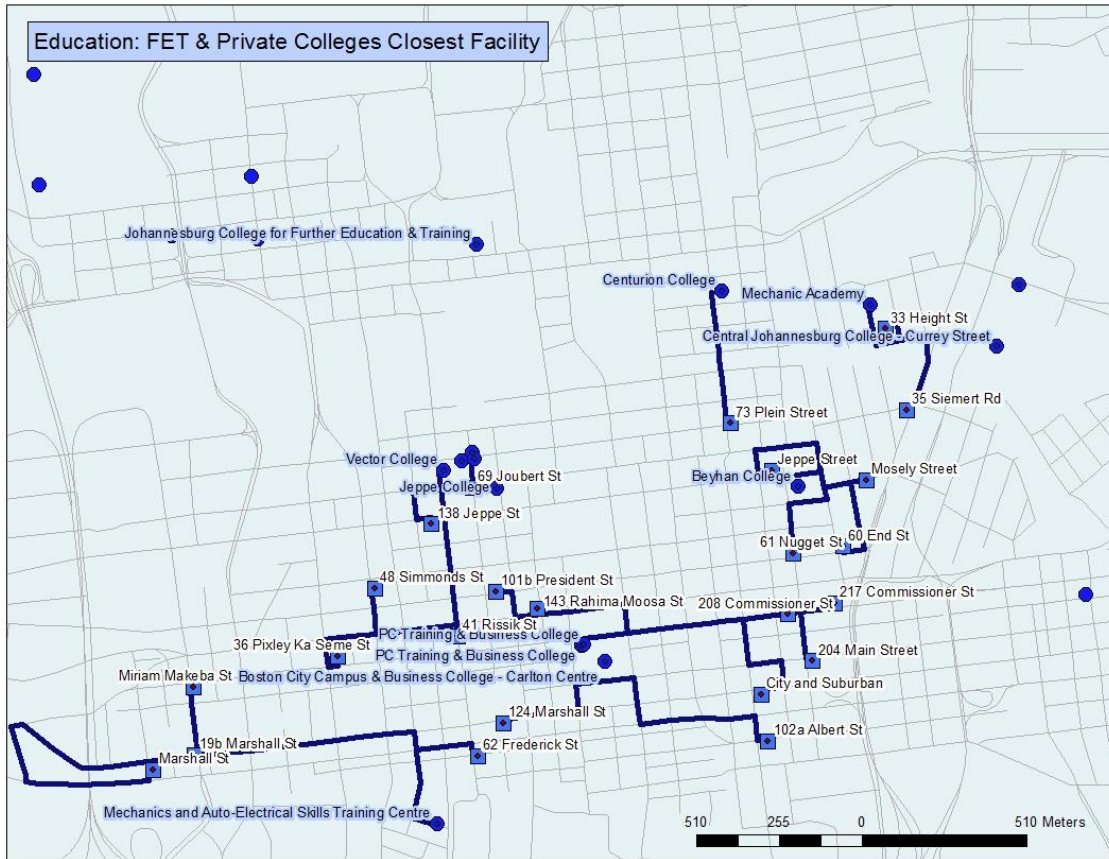 Education: FET & Private Colleges Closest Facility
Johannesburg College for Further Education & Training
Centurion College
Mechanic Academy
33 Height St
Central Johannesburg College - Currey Street
35 Siemert Rd
73 Plein Street
Vector College
69 Joubert St
Jeppe College
Jeppe Street
Beyhan College
Mosely Street
138 Jeppe St
61 Nugget St
60 End St
48 Simmonds St
101b President St
143 Rahima Moosa St
217 Commissioner St
208 Commissioner St
41 Rissik St
PC Training & Business College
36 Pixley Ka Seme St
PC Training & Business College
204 Main Street
Boston City Campus & Business College - Carlton Centre
Miriam Makeba St
City and Suburban
124 Marshall St
102a Albert St
19b Marshall St
62 Frederick St
Marshall St
Mechanics and Auto-Electrical Skills Training Centre
510 255 0 510 Meters